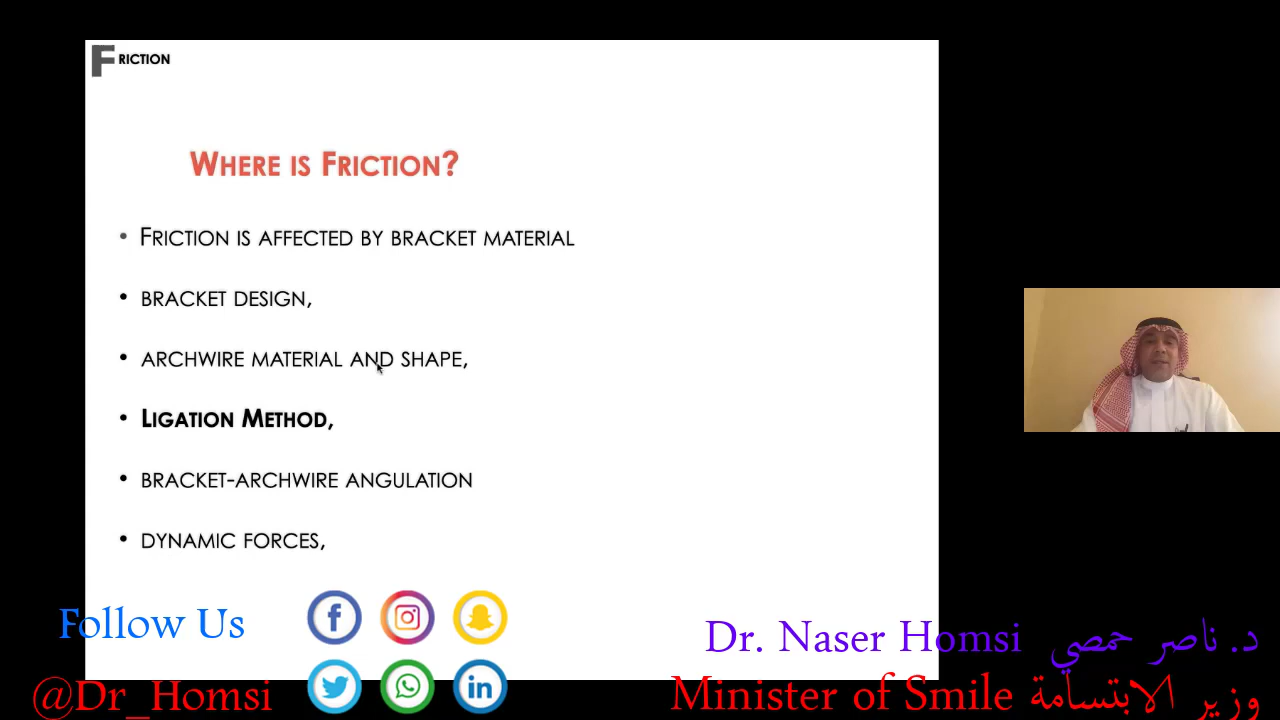 FRICTION
WHERE IS FRICTION?
• FRICTION IS AFFECTED BY BRACKET MATERIAL
• BRACKET DESIGN,
• ARCHWIRE MATERIAL AND SHAPE,
• LIGATION METHOD,
• BRACKET-ARCHWIRE ANGULATION
• DYNAMIC FORCES,
Follow Us
@Dr_Homsi
Dr. Naser Homsi د. ناصر حمصي
Minister of Smile وزير الابتسامة